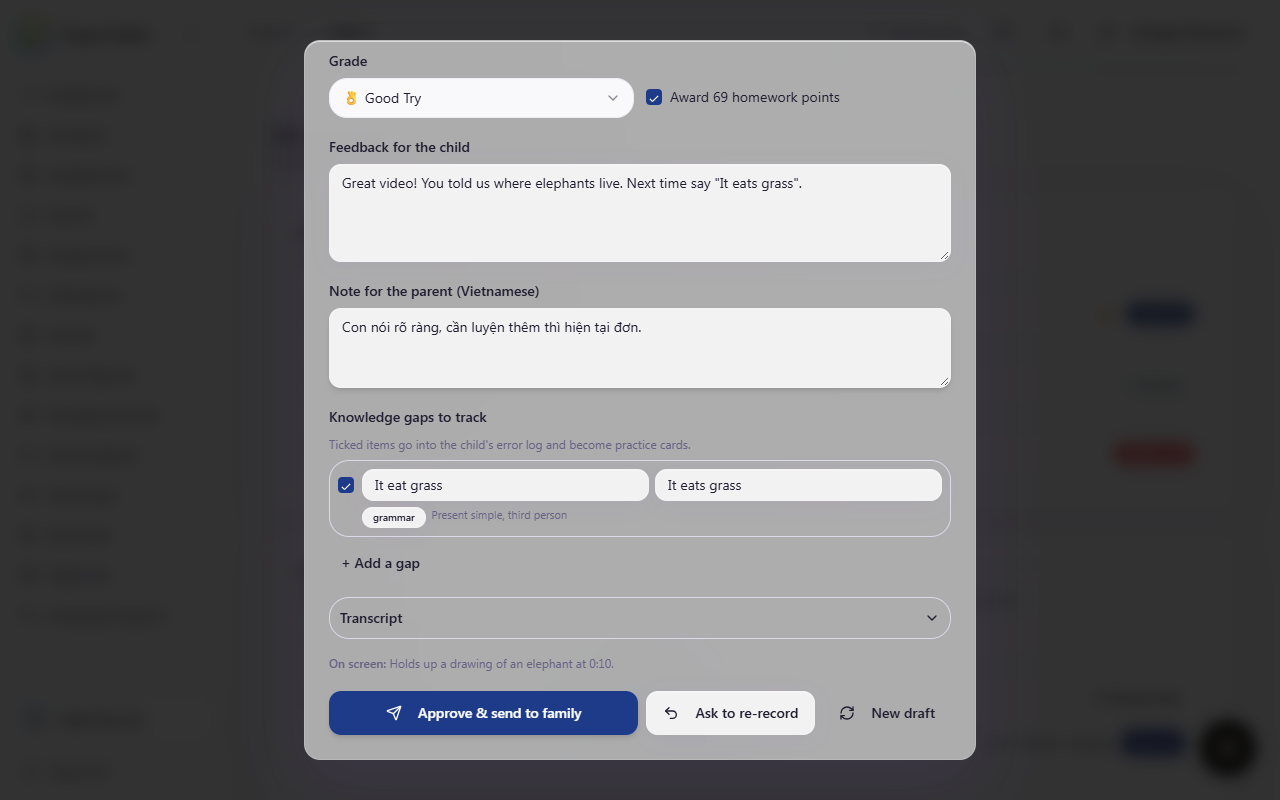 Grade
Good Try
Award 69 homework points
Feedback for the child
Great video! You told us where elephants live. Next time say "It eats grass".
Note for the parent (Vietnamese)
Con nói rõ ràng, cần luyện thêm thì hiện tại đơn.
Knowledge gaps to track
Ticked items go into the child's error log and become practice cards.
It eat grass
It eats grass
grammar
Present simple, third person
+ Add a gap
Transcript
On screen: Holds up a drawing of an elephant at 0:10.
Approve & send to family
Ask to re-record
New draft